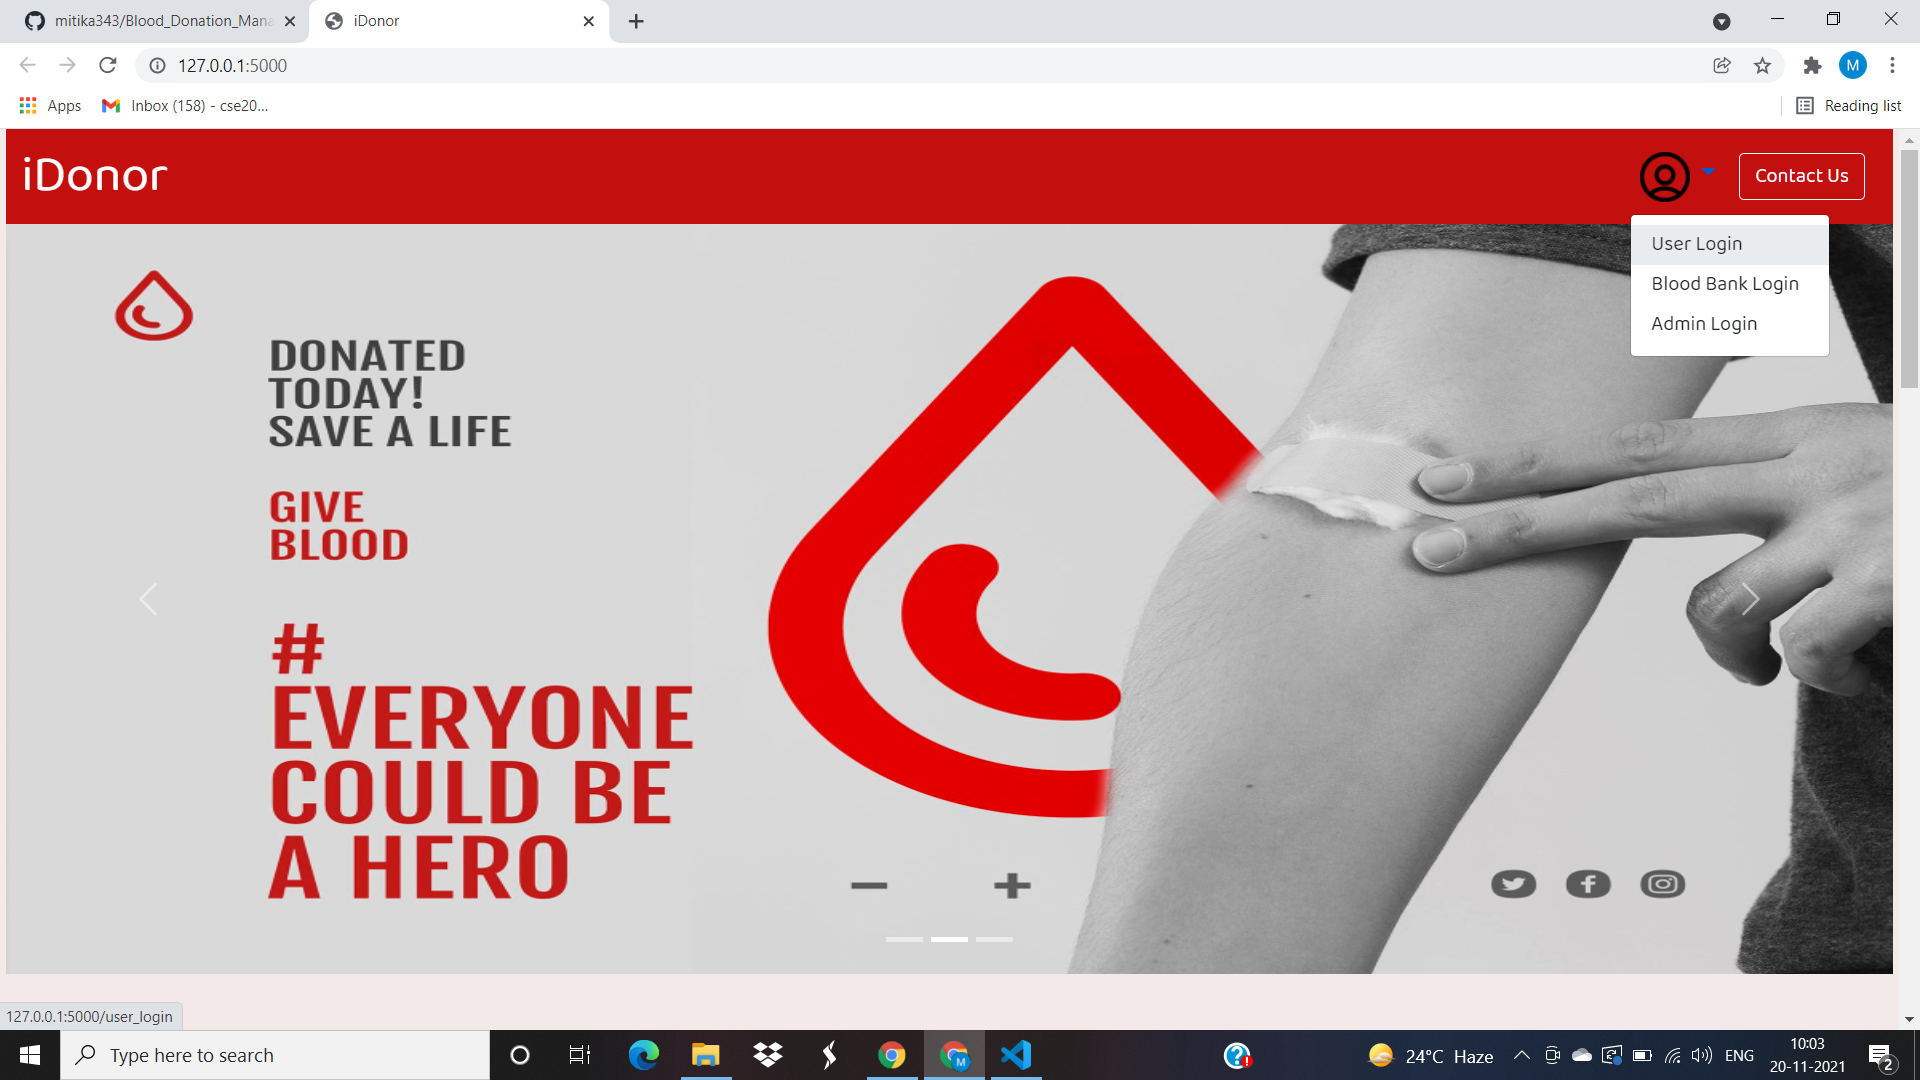 mitika343/Blood_Donation_Mana
iDonor
127.0.0.1:5000
M
Apps
Inbox (158) - cse20...
Reading list
iDonor
Contact Us
User Login
Blood Bank Login
Admin Login
DONATED
TODAY!
SAVE A LIFE
GIVE
BLOOD
#
EVERYONE
COULD BE
A HERO
127.0.0.1:5000/user_login
Type here to search
M
24°C Haze
ENG
10:03
20-11-2021
2